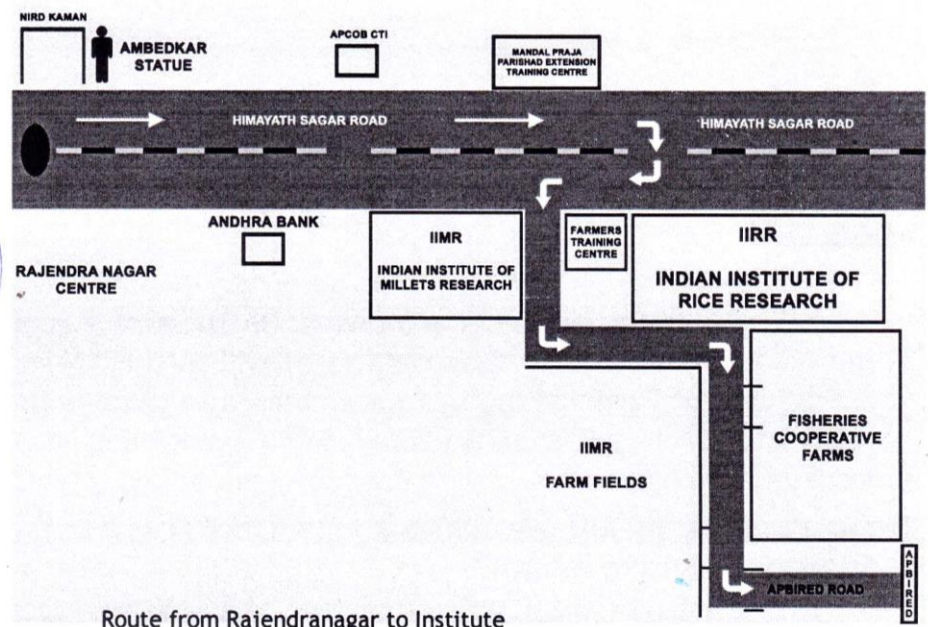 NIRD KAMAN
AMBEDKAR
STATUE
APCOB CTI
MANDAL PRAJA
PARISHAD EXTENSION
TRAINING CENTRE
HIMAYATH SAGAR ROAD
HIMAYATH SAGAR ROAD
ANDHRA BANK
RAJENDRA NAGAR
CENTRE
IIMR
INDIAN INSTITUTE OF
MILLETS RESEARCH
FARMERS
TRAINING
CENTRE
IIRR
INDIAN INSTITUTE OF
RICE RESEARCH
IIMR
FARM FIELDS
FISHERIES
COOPERATIVE
FARMS
APBIRED ROAD
APBIRED
Route from Rajendranagar to Institute